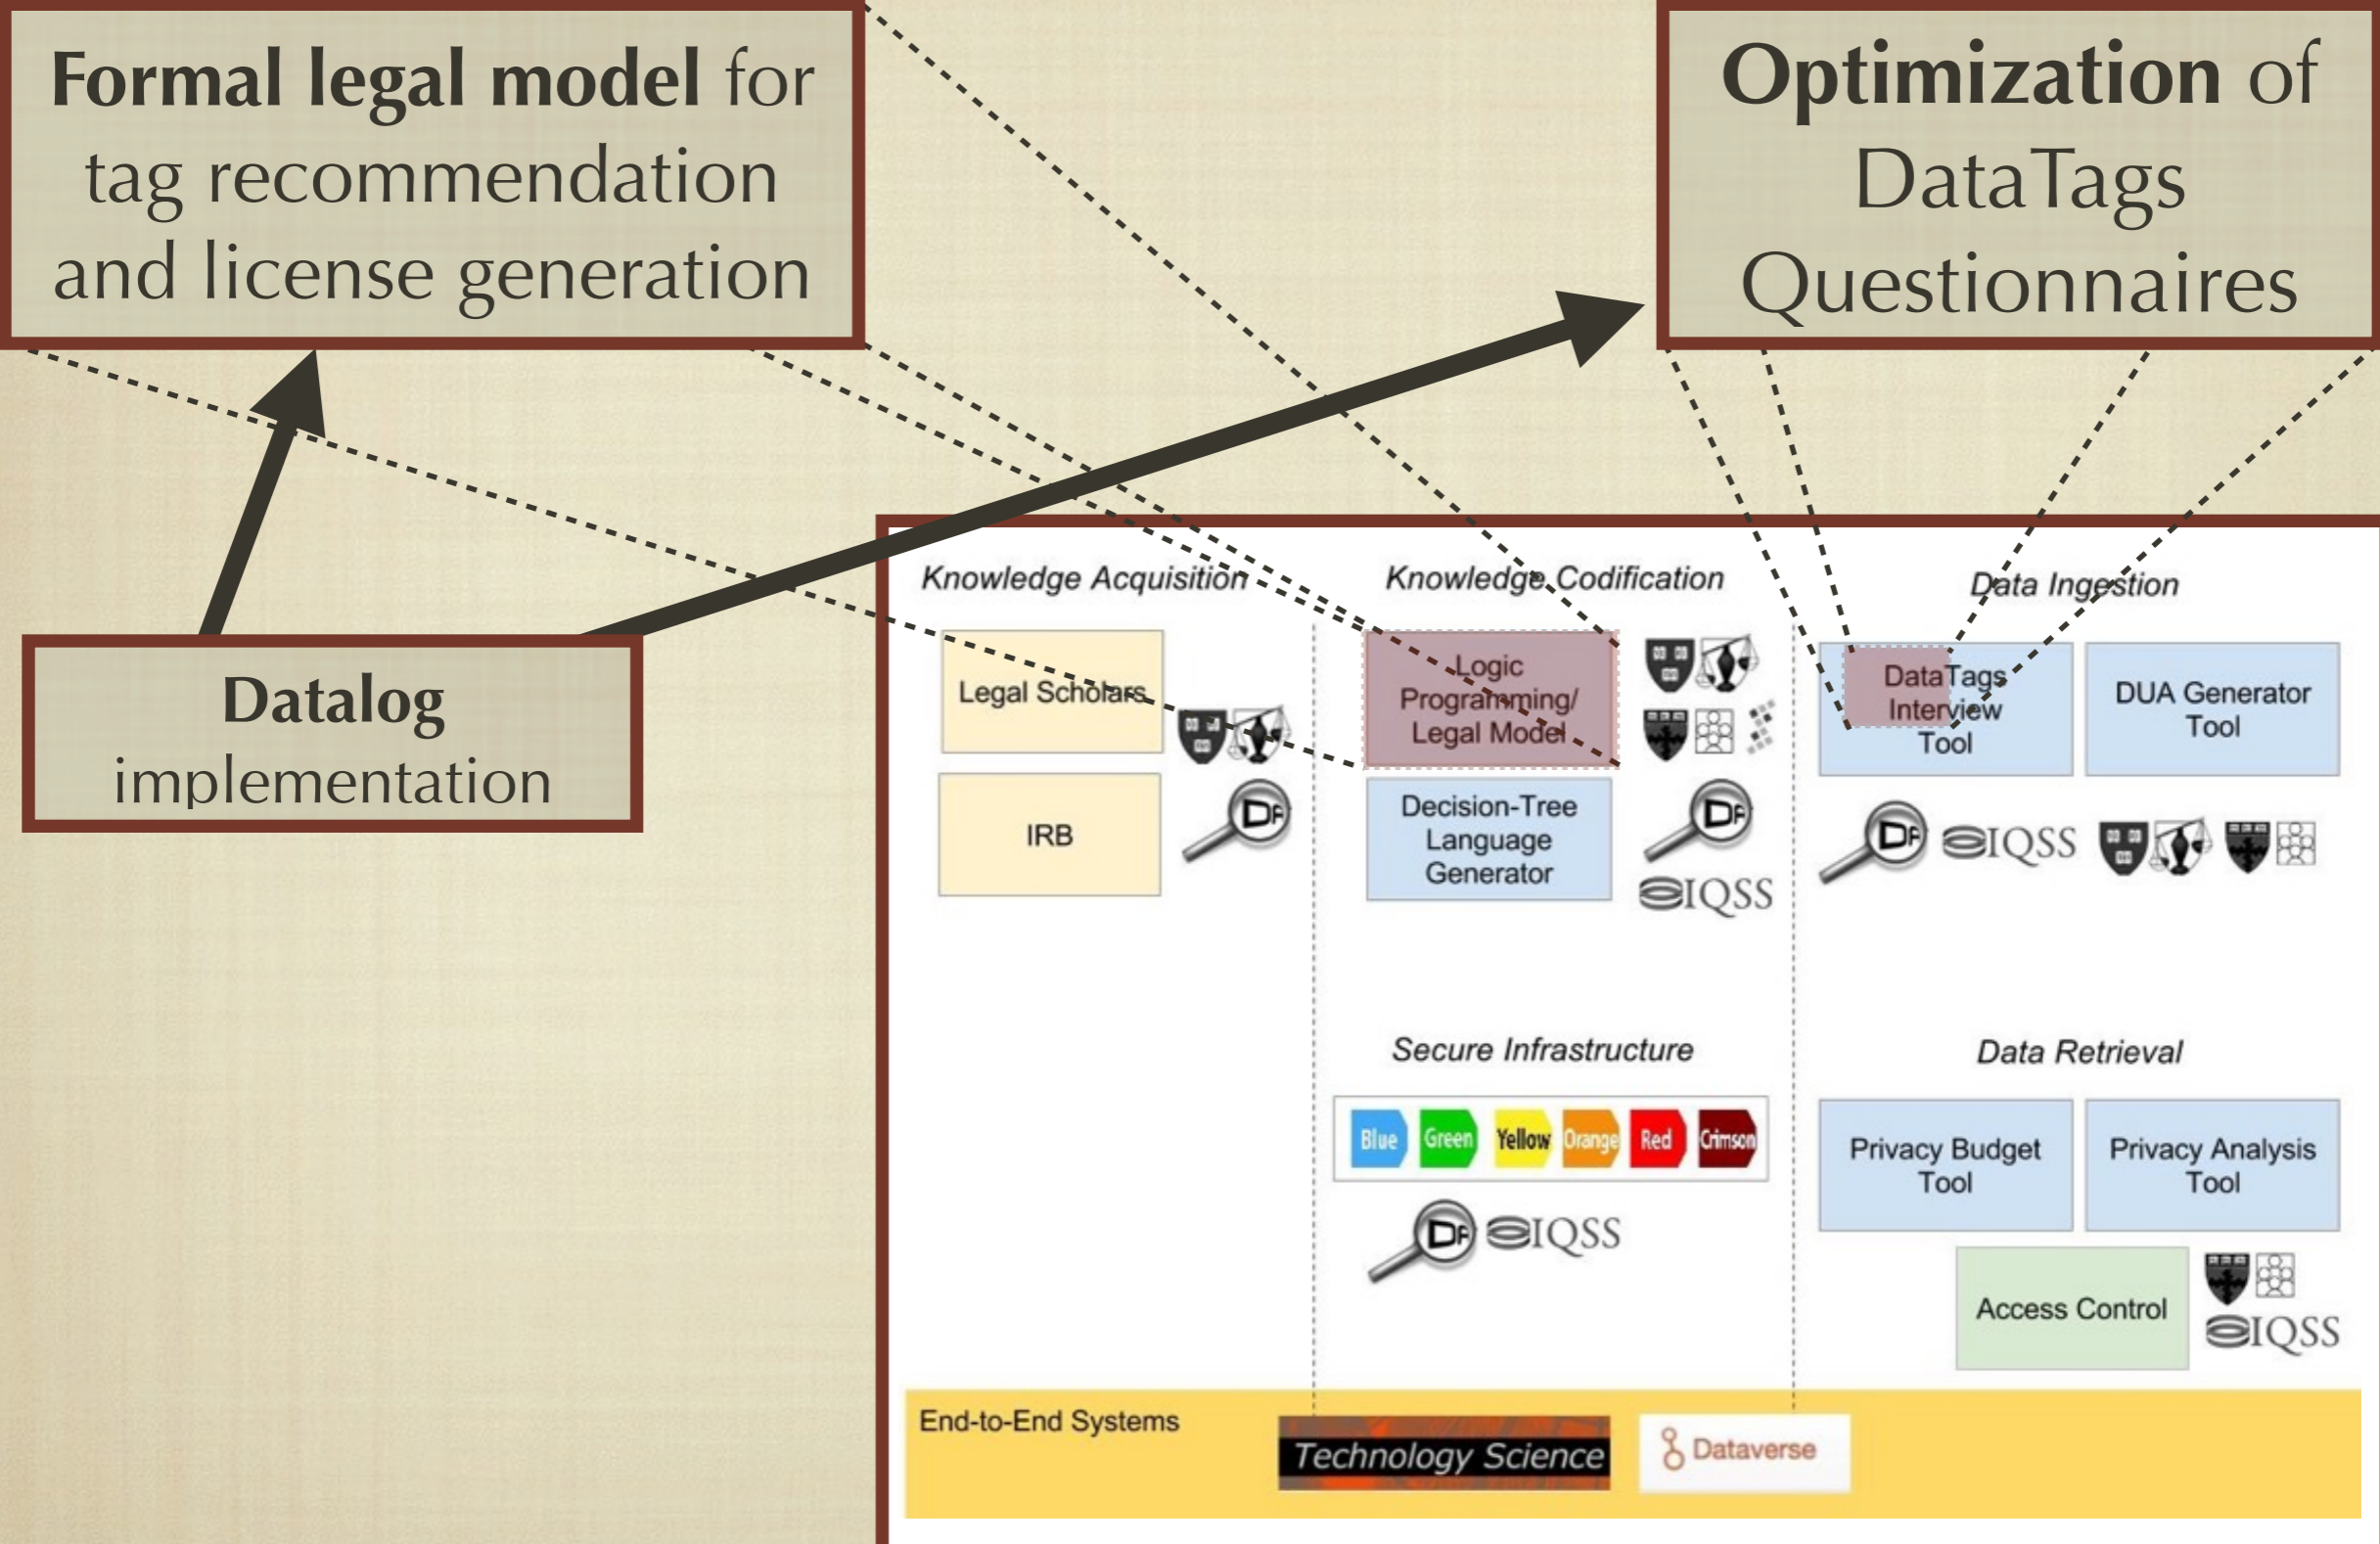 Formal legal model for
tag recommendation
and license generation
Optimization of
DataTags
Questionnaires
Datalog
implementation
Knowledge Acquisition
Legal Scholars
IRB
Knowledge Codification
Logic
Programming/
Legal Model
Decision-Tree
Language
Generator
IQSS
Data Ingestion
DataTags
Interview
Tool
DUA Generator
Tool
IQSS
Secure Infrastructure
Blue Green Yellow Orange Red Crimson
IQSS
Data Retrieval
Privacy Budget
Tool
Privacy Analysis
Tool
Access Control
IQSS
End-to-End Systems
Technology Science
Dataverse